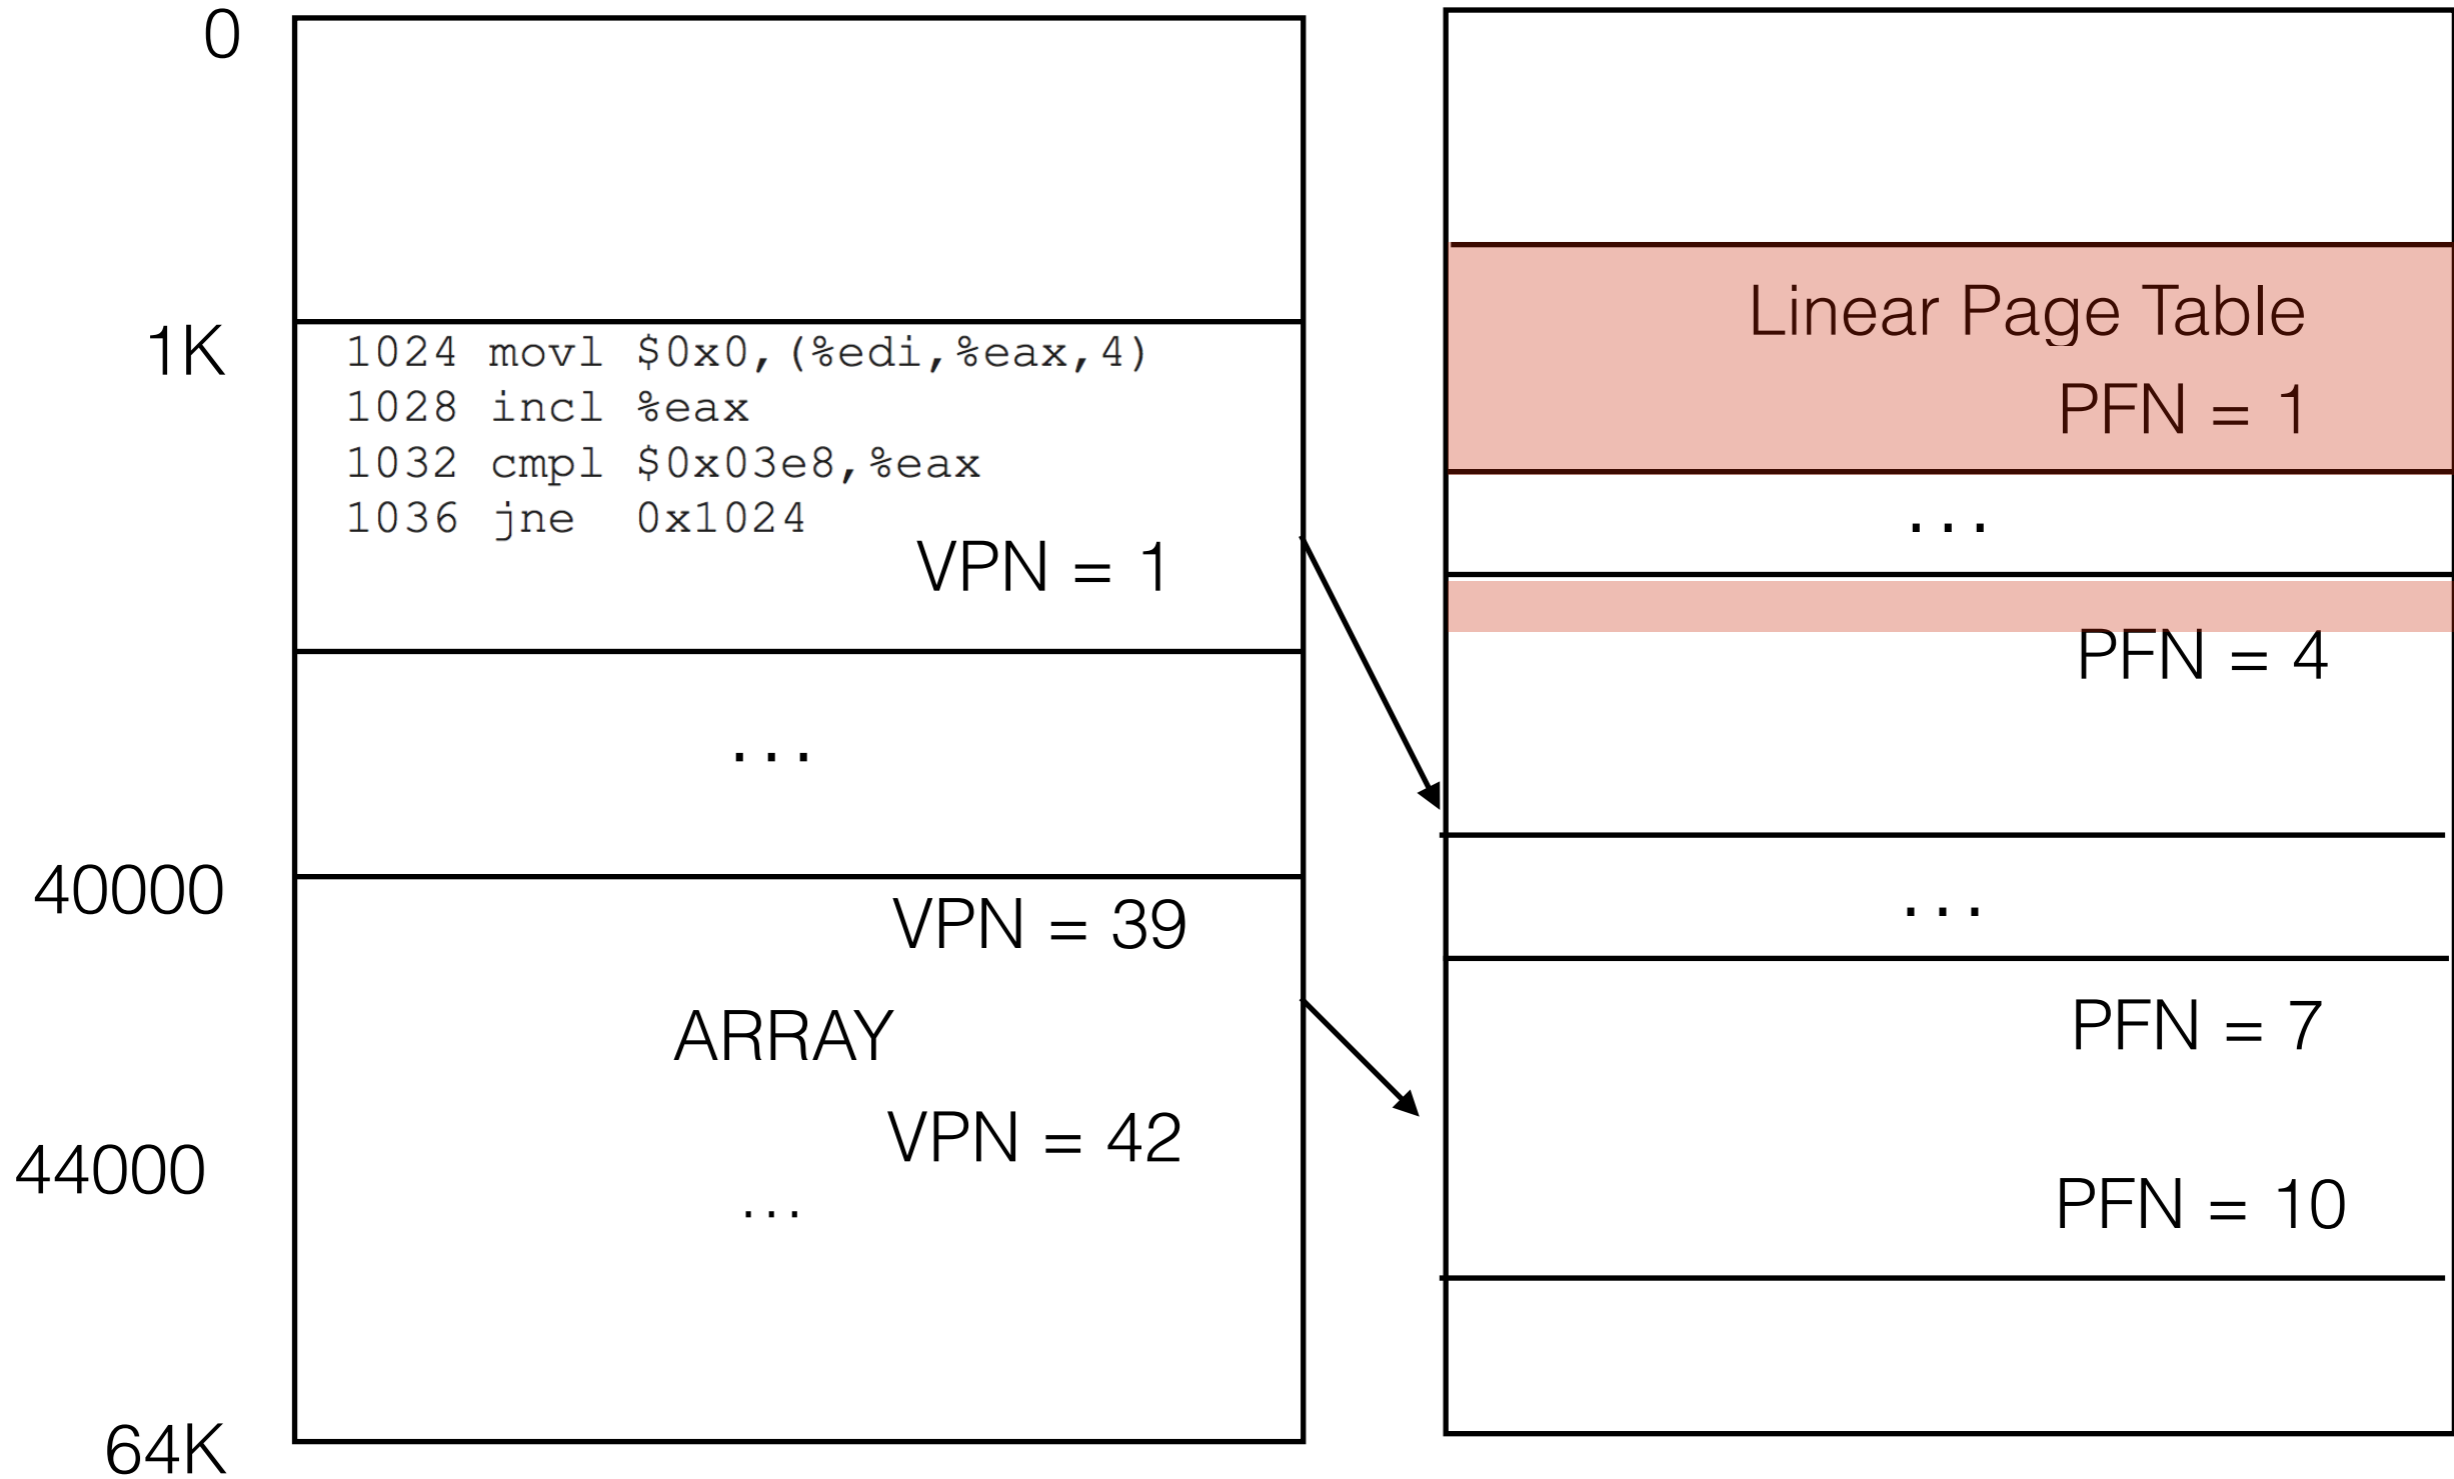 0
1K
1024 movl $0x0,(%edi,%eax,4)
1028 incl %eax
1032 cmpl $0x03e8,%eax
1036 jne 0x1024
VPN = 1
...
40000
VPN = 39
ARRAY
VPN = 42
44000
...
64K
Linear Page Table
PFN = 1
...
PFN = 4
...
PFN = 7
PFN = 10